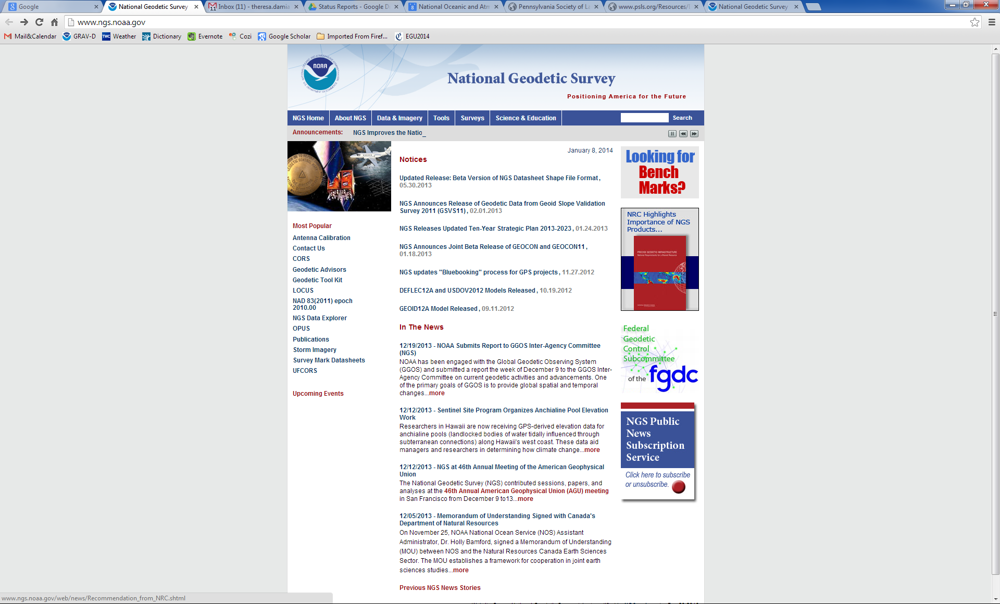 Google
National Geodetic Survey
Inbox (11) - theresa.damia
Status Reports - Google D
National Oceanic and Atm
Pennsylvania Society of La
www.psls.org/Resources/
National Geodetic Survey
www.ngs.noaa.gov
Mail&Calendar
GRAV-D
TWC
Weather
Dictionary
Evernote
Cozi
Google Scholar
Imported From Firef...
EGU2014
NOAA
National Geodetic Survey
Positioning America for the Future
NGS Home
About NGS
Data & Imagery
Tools
Surveys
Science & Education
Search
Announcements:
NGS Improves the Natio_
January 8, 2014
Notices
Updated Release: Beta Version of NGS Datasheet Shape File Format,
05.30.2013
NGS Announces Release of Geodetic Data from Geoid Slope Validation
Survey 2011 (GSVS11), 02.01.2013
NGS Releases Updated Ten-Year Strategic Plan 2013-2023, 01.24.2013
NGS Announces Joint Beta Release of GEOCON and GEOCON11,
01.18.2013
NGS updates "Bluebooking" process for GPS projects, 11.27.2012
DEFLEC12A and USDOV2012 Models Released, 10.19.2012
GEOID12A Model Released, 09.11.2012
In The News
12/19/2013 - NOAA Submits Report to GGOS Inter-Agency Committee
(NGS)
NOAA has been engaged with the Global Geodetic Observing System
(GGOS) and submitted a report the week of December 9 to the GGOS Inter-
Agency Committee on current geodetic activities and advancements. One
of the primary goals of GGOS is to provide global spatial and temporal
changes...more
12/12/2013 - Sentinel Site Program Organizes Anchialine Pool Elevation
Work
Researchers in Hawaii are now receiving GPS-derived elevation data for
anchialine pools (landlocked bodies of water tidally influenced through
subterranean connections) along Hawaii's west coast. These data aid
managers and researchers in determining how climate change...more
12/12/2013 - NGS at 46th Annual Meeting of the American Geophysical
Union
The National Geodetic Survey (NGS) contributed sessions, papers, and
analyses at the 46th Annual American Geophysical Union (AGU) meeting
in San Francisco from December 9 to13...more
12/05/2013 - Memorandum of Understanding Signed with Canada's
Department of Natural Resources
On November 25, NOAA National Ocean Service (NOS) Assistant
Administrator, Dr. Holly Bamford, signed a Memorandum of Understanding
(MOU) between NOS and the Natural Resources Canada Earth Sciences
Sector. The MOU establishes a framework for cooperation in joint earth
sciences studies...more
Previous NGS News Stories
Most Popular
Antenna Calibration
Contact Us
CORS
Geodetic Advisors
Geodetic Tool Kit
LOCUS
NAD 83(2011) epoch
2010.00
NGS Data Explorer
OPUS
Publications
Storm Imagery
Survey Mark Datasheets
UFCORS
Upcoming Events
Looking for
Bench
Marks?
NRC Highlights
Importance of NGS
Products...
PRECISE GEODETIC INFRASTRUCTURE
National Requirements for a Shared Resource
Federal
Geodetic
Control
Subcommittee
of the fgdc
NGS Public
News
Subscription
Service
Click here to subscribe
or unsubscribe.
www.ngs.noaa.gov/web/news/Recommendation_from_NRC.shtml